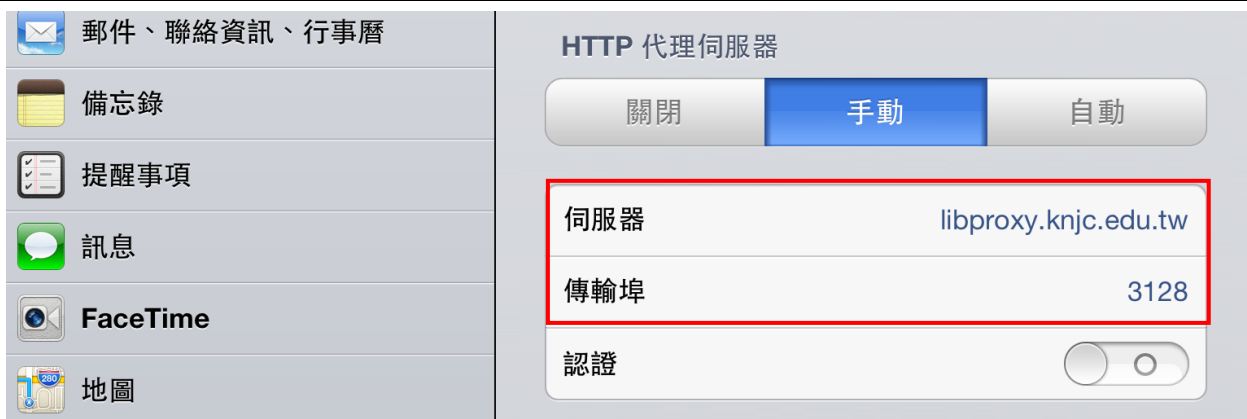 郵件、聯絡資訊、行事曆
備忘錄
提醒事項
訊息
FaceTime
280
地圖
HTTP 代理伺服器
關閉 手動 自動
伺服器 libproxy.knjc.edu.tw
傳輸埠 3128
認證